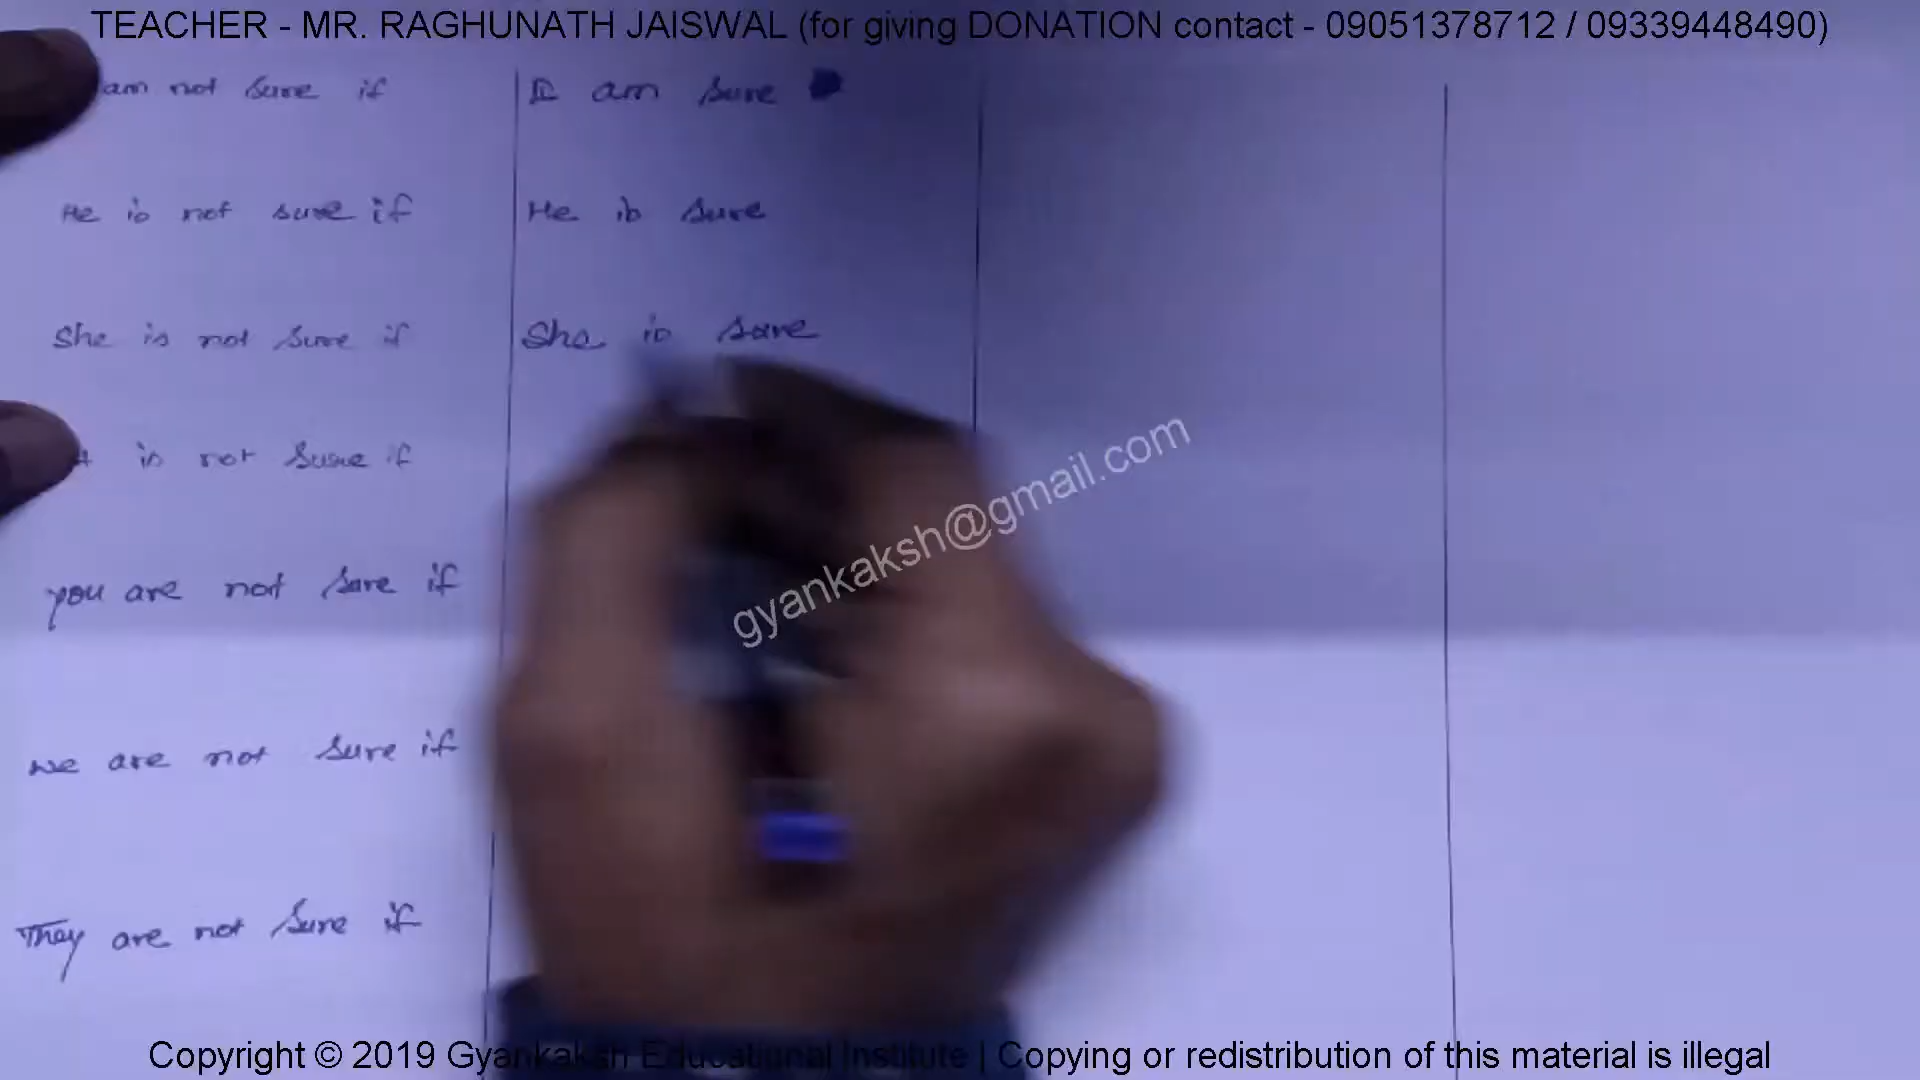 TEACHER - MR. RAGHUNATH JAISWAL (for giving DONATION contact - 09051378712 / 09339448490)
am not sure if
I am sure
He is not sure if
He is sure
She is not sure if
She is sure
is not sure if
you are not sure if
we are not sure if
They are not sure if
gyankaksh@gmail.com
Copyright © 2019 Gyankaksh Educational Institute | Copying or redistribution of this material is illegal